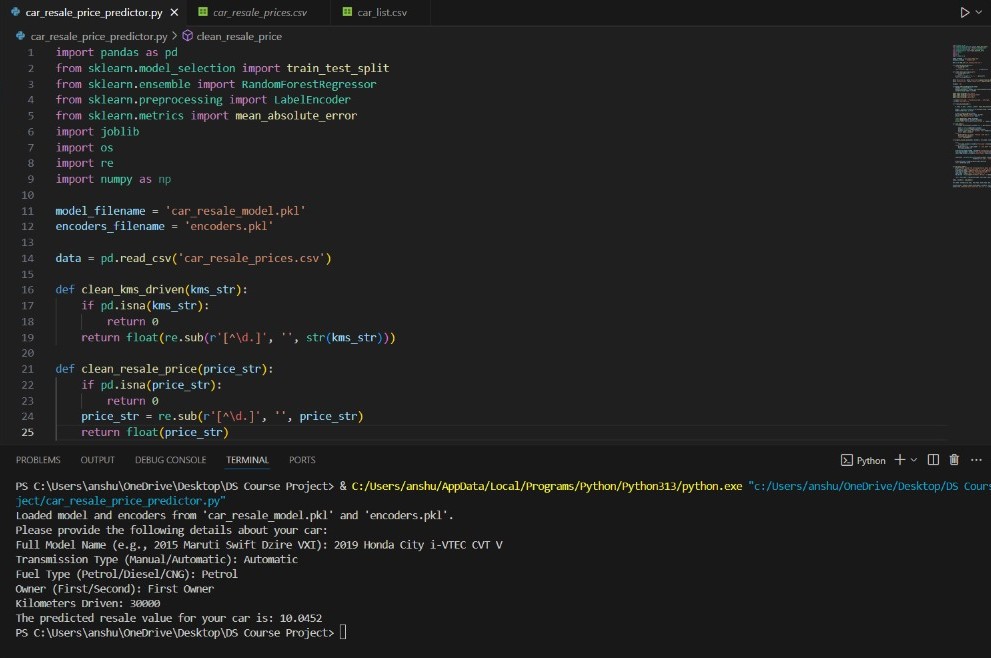 car_resale_price_predictor.py ×
car_resale_prices.csv
car_list.csv
car_resale_price_predictor.py > clean_resale_price
1 import pandas as pd
2 from sklearn.model_selection import train_test_split
3 from sklearn.ensemble import RandomForestRegressor
4 from sklearn.preprocessing import LabelEncoder
5 from sklearn.metrics import mean_absolute_error
6 import joblib
7 import os
8 import re
9 import numpy as np
10
11 model_filename = 'car_resale_model.pkl'
12 encoders_filename = 'encoders.pkl'
13
14 data = pd.read_csv('car_resale_prices.csv')
15
16 def clean_kms_driven(kms_str):
17 if pd.isna(kms_str):
18 return 0
19 return float(re.sub(r'[^\d.]', '', str(kms_str)))
20
21 def clean_resale_price(price_str):
22 if pd.isna(price_str):
23 return 0
24 price_str = re.sub(r'[^\d.]', '', price_str)
25 return float(price_str)
PROBLEMS OUTPUT DEBUG CONSOLE TERMINAL PORTS Python
PS C:\Users\anshu\OneDrive\Desktop\DS Course Project> & C:/Users/anshu/AppData/Local/Programs/Python/Python313/python.exe "c:/Users/anshu/OneDrive/Desktop/DS Cours
ject/car_resale_price_predictor.py"
Loaded model and encoders from 'car_resale_model.pkl' and 'encoders.pkl'.
Please provide the following details about your car:
Full Model Name (e.g., 2015 Maruti Swift Dzire VXI): 2019 Honda City i-VTEC CVT V
Transmission Type (Manual/Automatic): Automatic
Fuel Type (Petrol/Diesel/CNG): Petrol
Owner (First/Second): First Owner
Kilometers Driven: 30000
The predicted resale value for your car is: 10.0452
PS C:\Users\anshu\OneDrive\Desktop\DS Course Project>